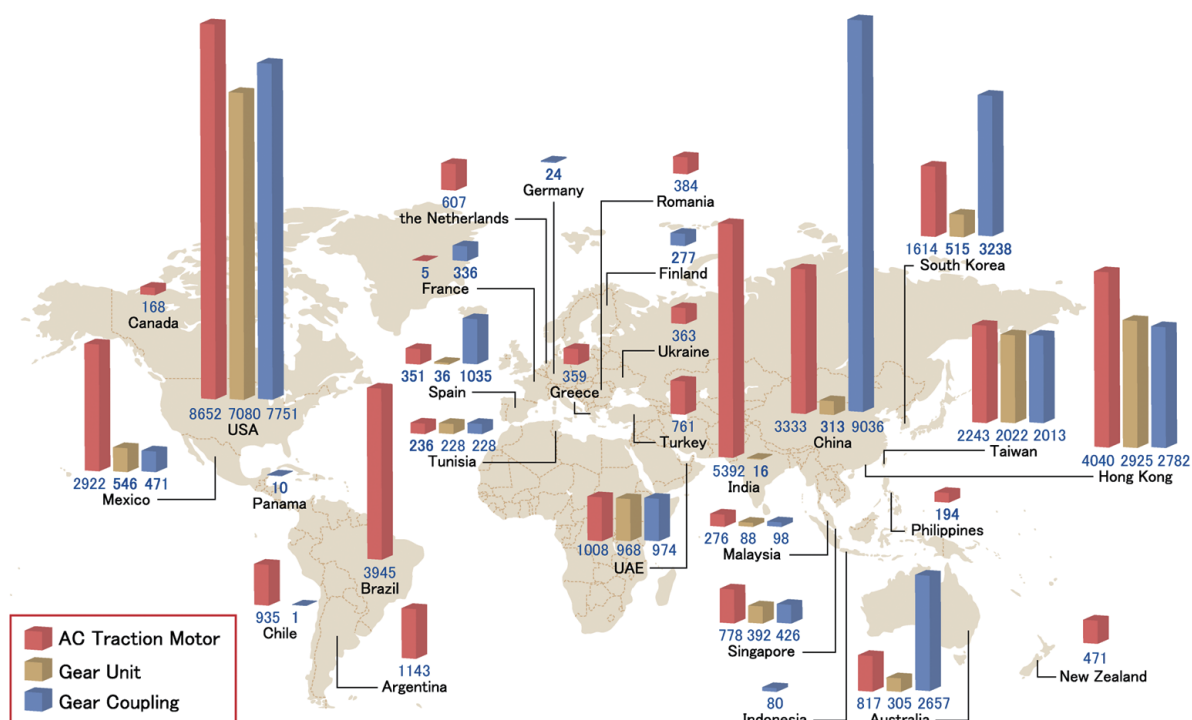 24
Germany
607
the Netherlands
384
Romania
1614 515 3238
South Korea
277
Finland
5 336
France
168
Canada
363
Ukraine
351 36 1035
Spain
359
Greece
761
Turkey
8652 7080 7751
USA
3333 313 9036
China
236 228 228
Tunisia
2243 2022 2013
Taiwan
4040 2925 2782
Hong Kong
5392 16
India
2922 546 471
Mexico
10
Panama
194
Philippines
276 88 98
Malaysia
1008 968 974
UAE
3945
Brazil
935 1
Chile
778 392 426
Singapore
471
New Zealand
1143
Argentina
80
Indonesia
817 305 2657
Australia
AC Traction Motor
Gear Unit
Gear Coupling